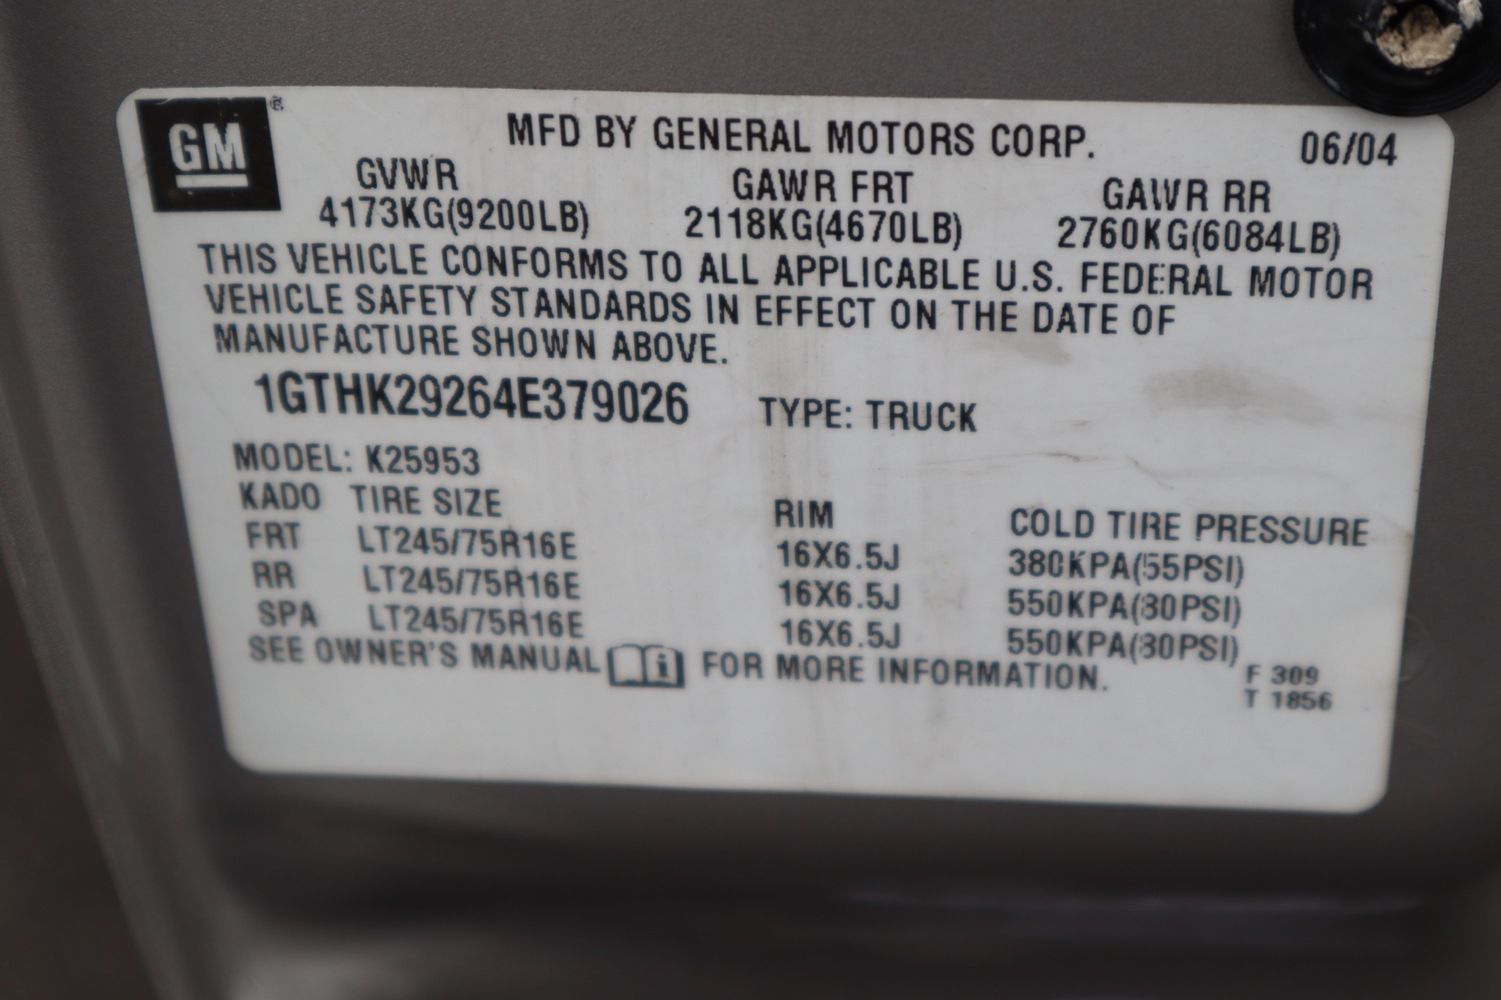 GM ®
MFD BY GENERAL MOTORS CORP. 06/04
GVWR GAWR FRT GAWR RR
4173KG(9200LB) 2118KG(4670LB) 2760KG(6084LB)
THIS VEHICLE CONFORMS TO ALL APPLICABLE U.S. FEDERAL MOTOR
VEHICLE SAFETY STANDARDS IN EFFECT ON THE DATE OF
MANUFACTURE SHOWN ABOVE.
1GTHK29264E379026 TYPE: TRUCK
MODEL: K25953
KADO TIRE SIZE RIM COLD TIRE PRESSURE
FRT LT245/75R16E 16X6.5J 380KPA(55PSI)
RR LT245/75R16E 16X6.5J 550KPA(80PSI)
SPA LT245/75R16E 16X6.5J 550KPA(80PSI)
SEE OWNER'S MANUAL i FOR MORE INFORMATION.
F 309
T 1856